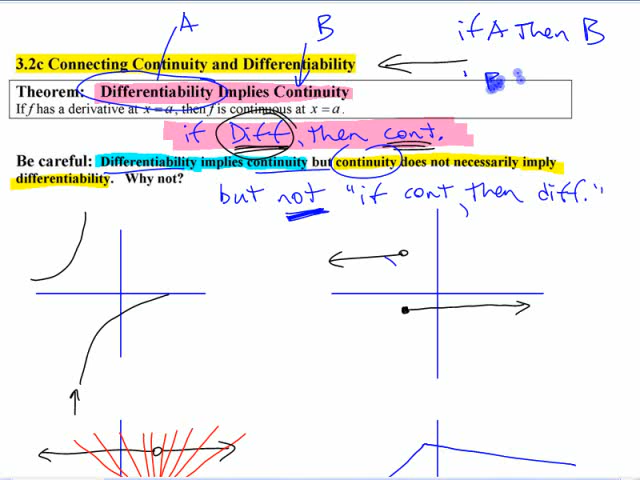 A
B
if A Then B
3.2c Connecting Continuity and Differentiability
B
Theorem: Differentiability Implies Continuity
If f has a derivative at x = a, then f is continuous at x = a.
if Diff, then cont.
Be careful: Differentiability implies continuity but continuity does not necessarily imply
differentiability. Why not?
but not "if cont, then diff."